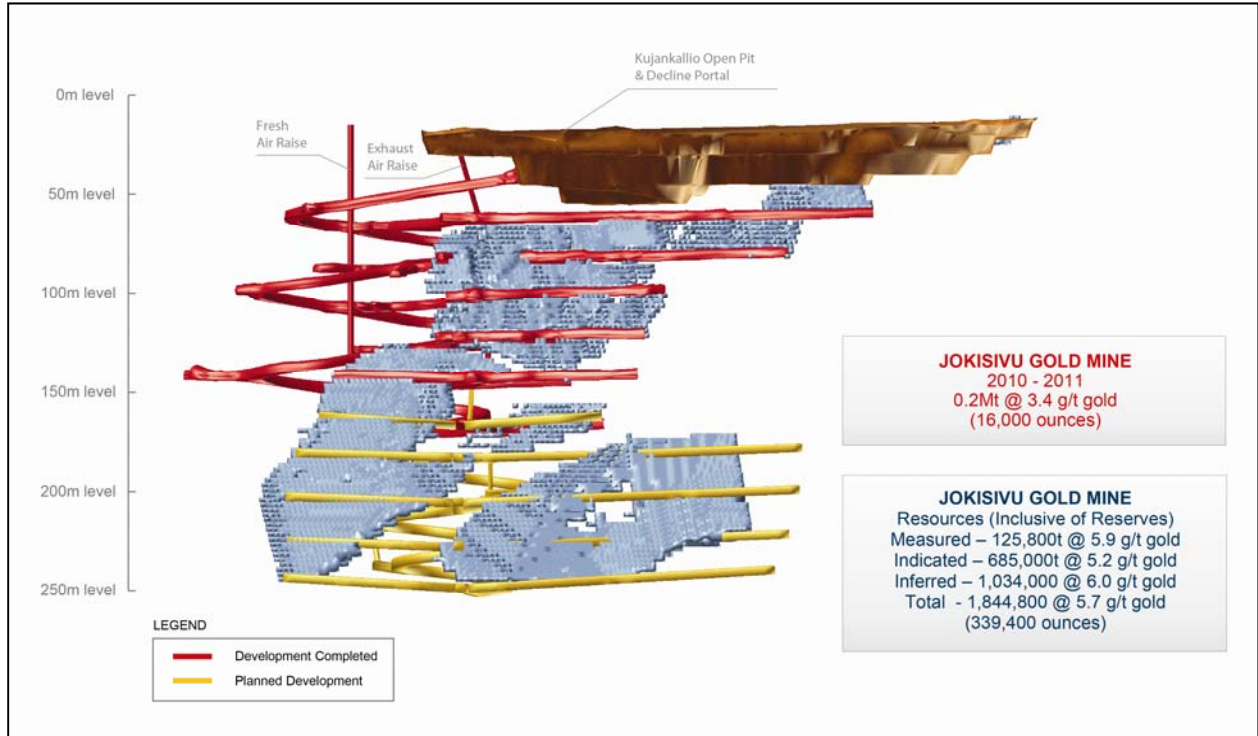 Kujankallio Open Pit
& Decline Portal
0m level
Fresh
Air Raise
Exhaust
Air Raise
50m level
100m level
150m level
200m level
250m level
JOKISIVU GOLD MINE
2010 - 2011
0.2Mt @ 3.4 g/t gold
(16,000 ounces)
JOKISIVU GOLD MINE
Resources (Inclusive of Reserves)
Measured – 125,800t @ 5.9 g/t gold
Indicated – 685,000t @ 5.2 g/t gold
Inferred – 1,034,000 @ 6.0 g/t gold
Total - 1,844,800 @ 5.7 g/t gold
(339,400 ounces)
LEGEND
Development Completed
Planned Development